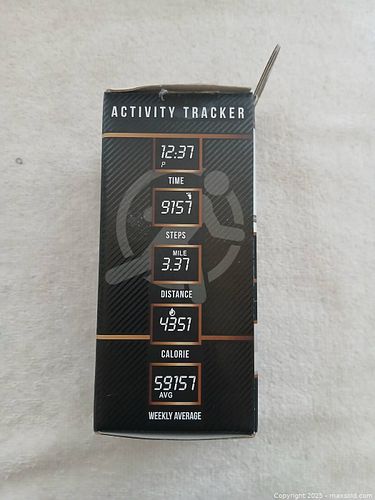 ACTIVITY TRACKER
12:37
P
TIME
9157
STEPS
MILE
3.37
DISTANCE
4351
CALORIE
59157
AVG
WEEKLY AVERAGE
Copyright 2025 - maxsold.com